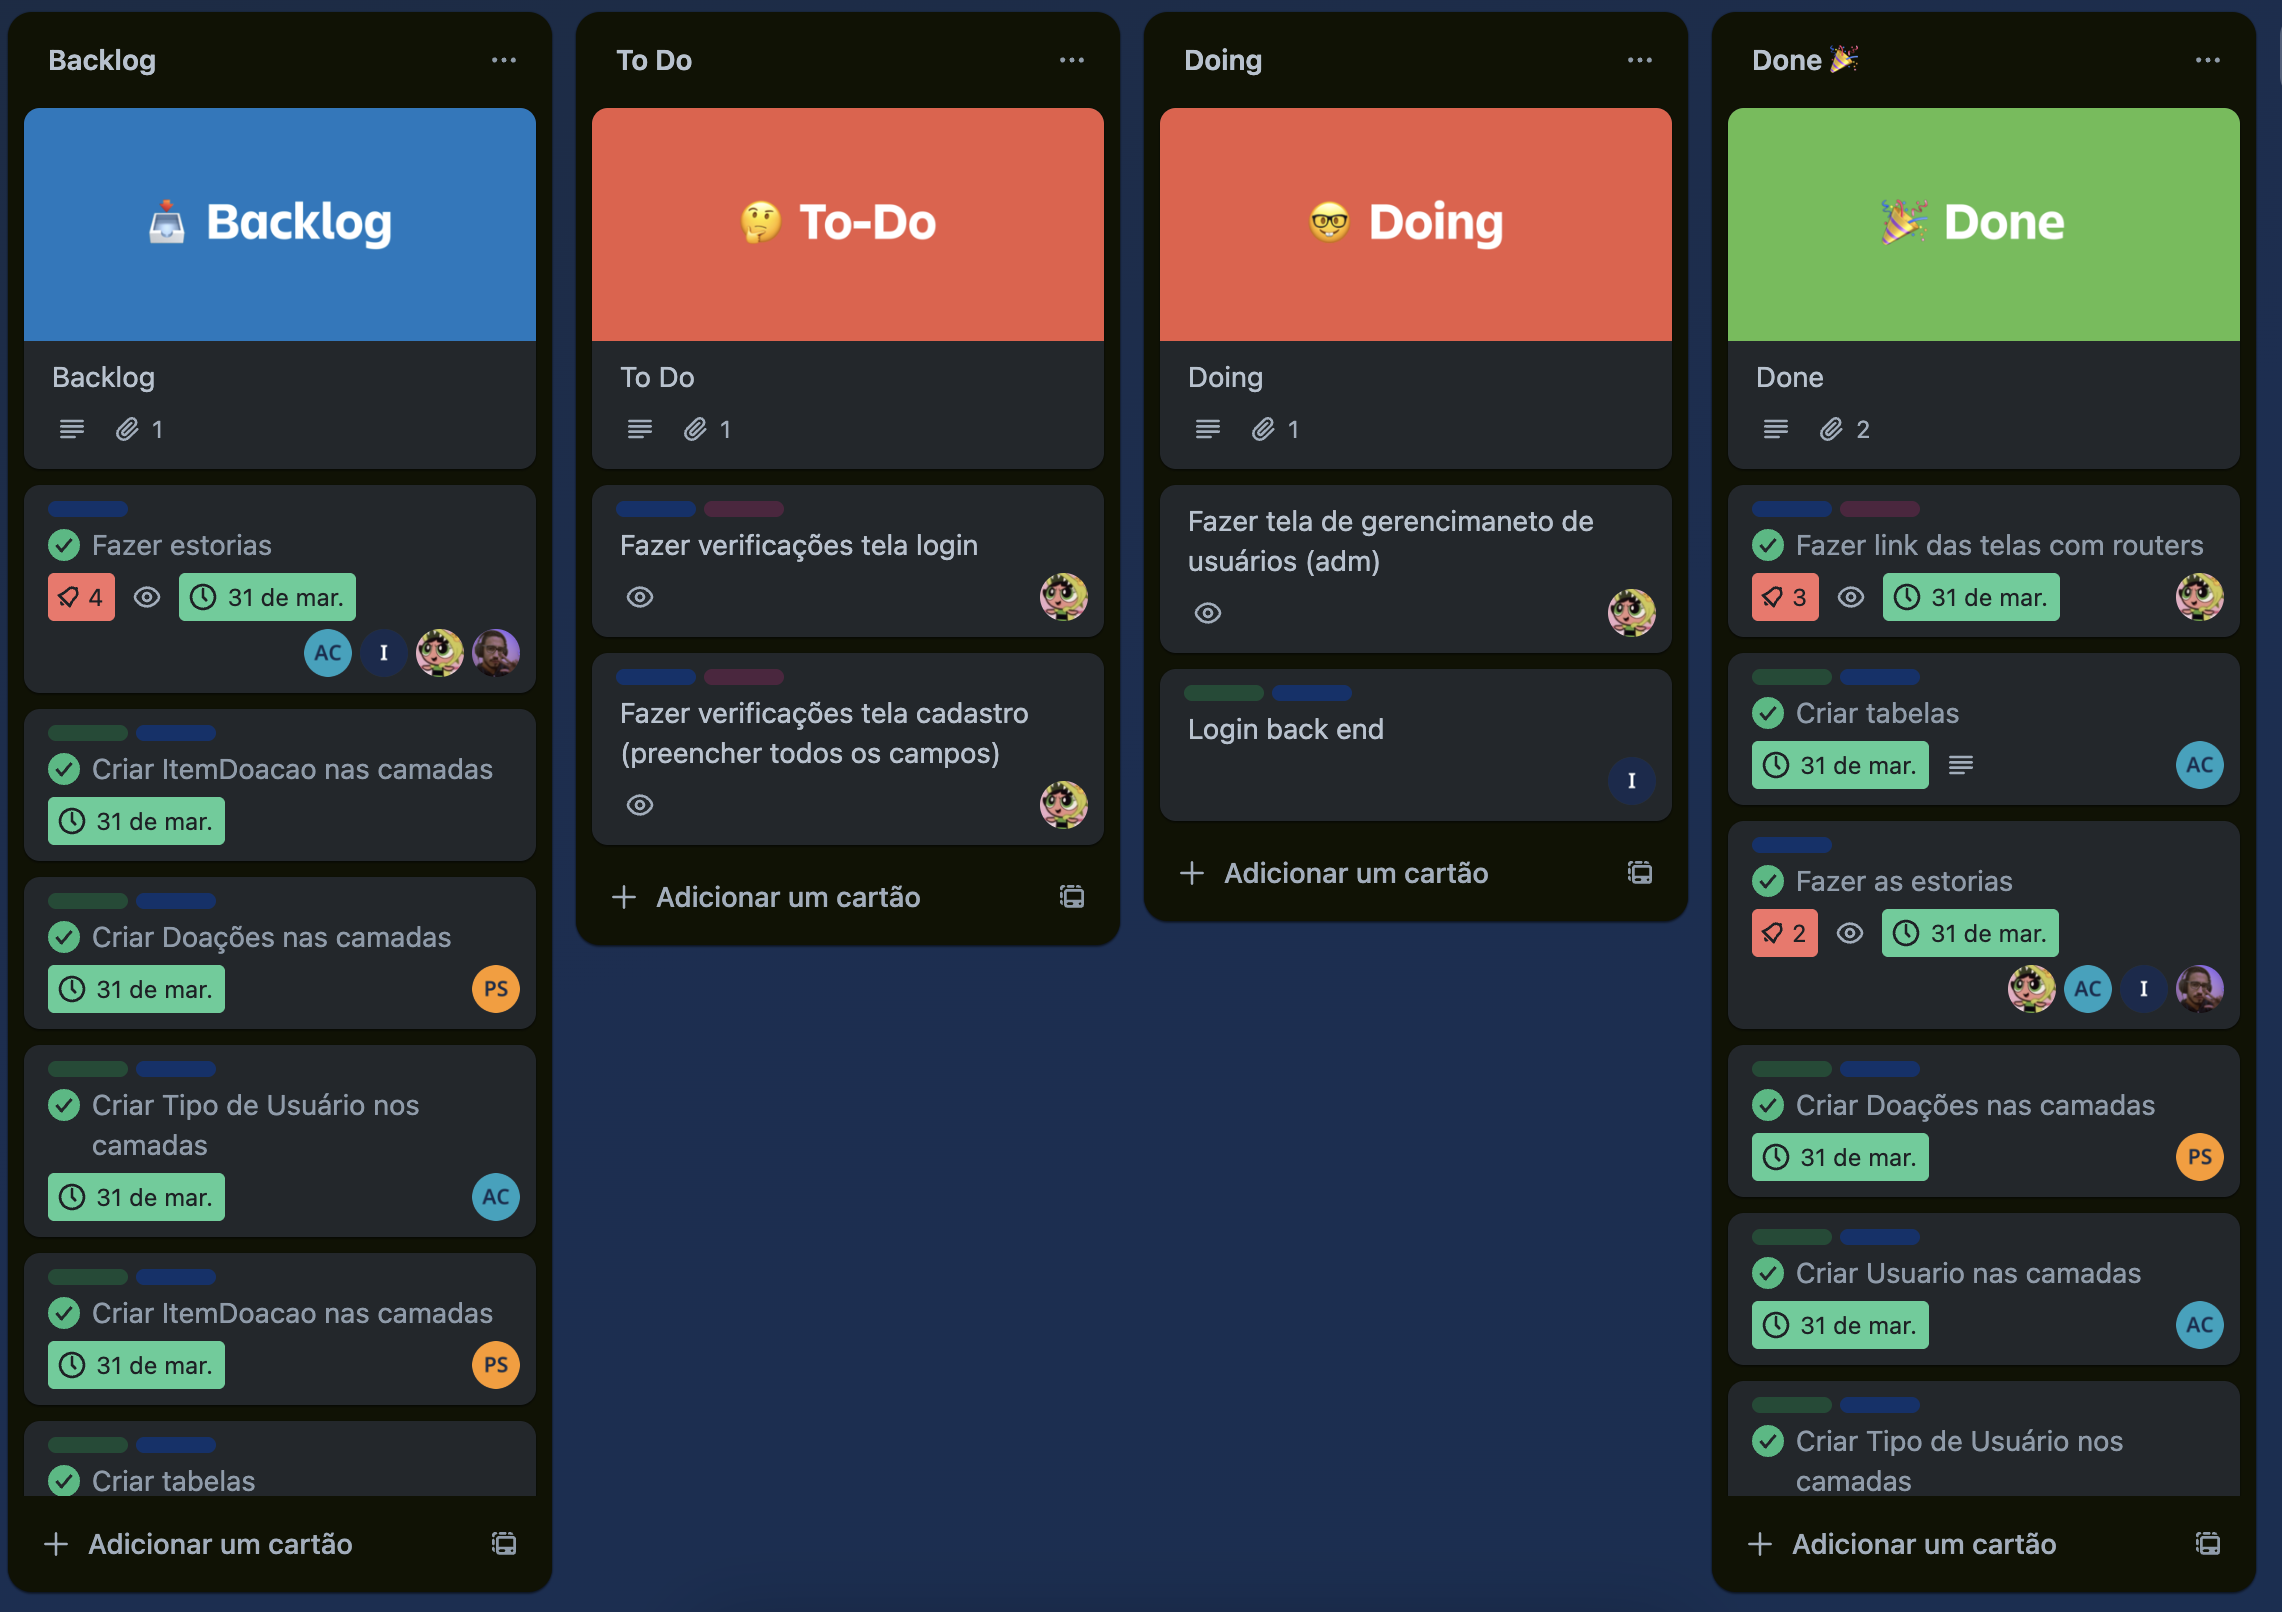 Backlog
Backlog
Backlog
1
Fazer estorias
4
31 de mar.
AC
I
Criar ItemDoacao nas camadas
31 de mar.
Criar Doações nas camadas
31 de mar.
PS
Criar Tipo de Usuário nos
camadas
31 de mar.
AC
Criar ItemDoacao nas camadas
31 de mar.
PS
Criar tabelas
Adicionar um cartão
To Do
To-Do
To Do
1
Fazer verificações tela login
Fazer verificações tela cadastro
(preencher todos os campos)
Adicionar um cartão
Doing
Doing
Doing
1
Fazer tela de gerencimaneto de
usuários (adm)
Login back end
I
Adicionar um cartão
Done
Done
Done
2
Fazer link das telas com routers
3
31 de mar.
Criar tabelas
31 de mar.
AC
Fazer as estorias
2
31 de mar.
AC
I
Criar Doações nas camadas
31 de mar.
PS
Criar Usuario nas camadas
31 de mar.
AC
Criar Tipo de Usuário nos
camadas
Adicionar um cartão